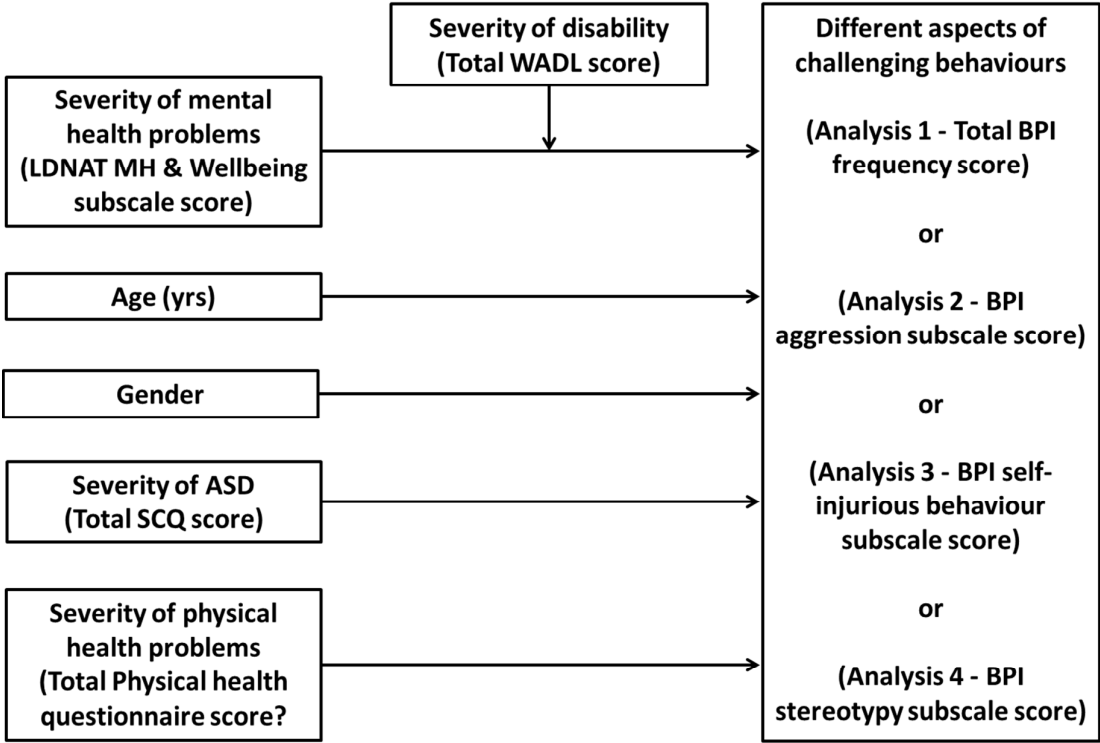 Severity of disability
(Total WADL score)
Severity of mental
health problems
(LDNAT MH & Wellbeing
subscale score)
Age (yrs)
Gender
Severity of ASD
(Total SCQ score)
Severity of physical
health problems
(Total Physical health
questionnaire score?
Different aspects of
challenging behaviours
(Analysis 1 - Total BPI
frequency score)
or
(Analysis 2 - BPI
aggression subscale score)
or
(Analysis 3 - BPI self-
injurious behaviour
subscale score)
or
(Analysis 4 - BPI
stereotypy subscale score)